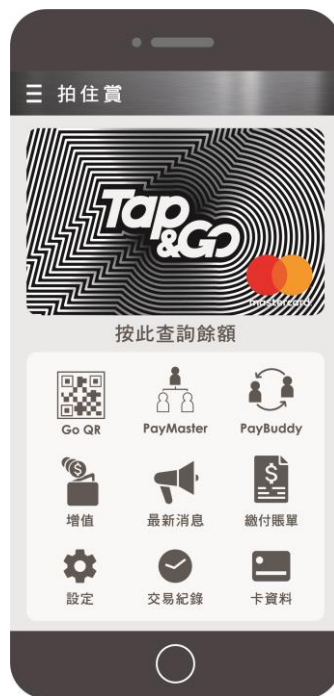 拍住賞
Tap
&GO
mastercard
按此查詢餘額
Go QR
PayMaster
PayBuddy
增值
最新消息
繳付賬單
設定
交易紀錄
卡資料